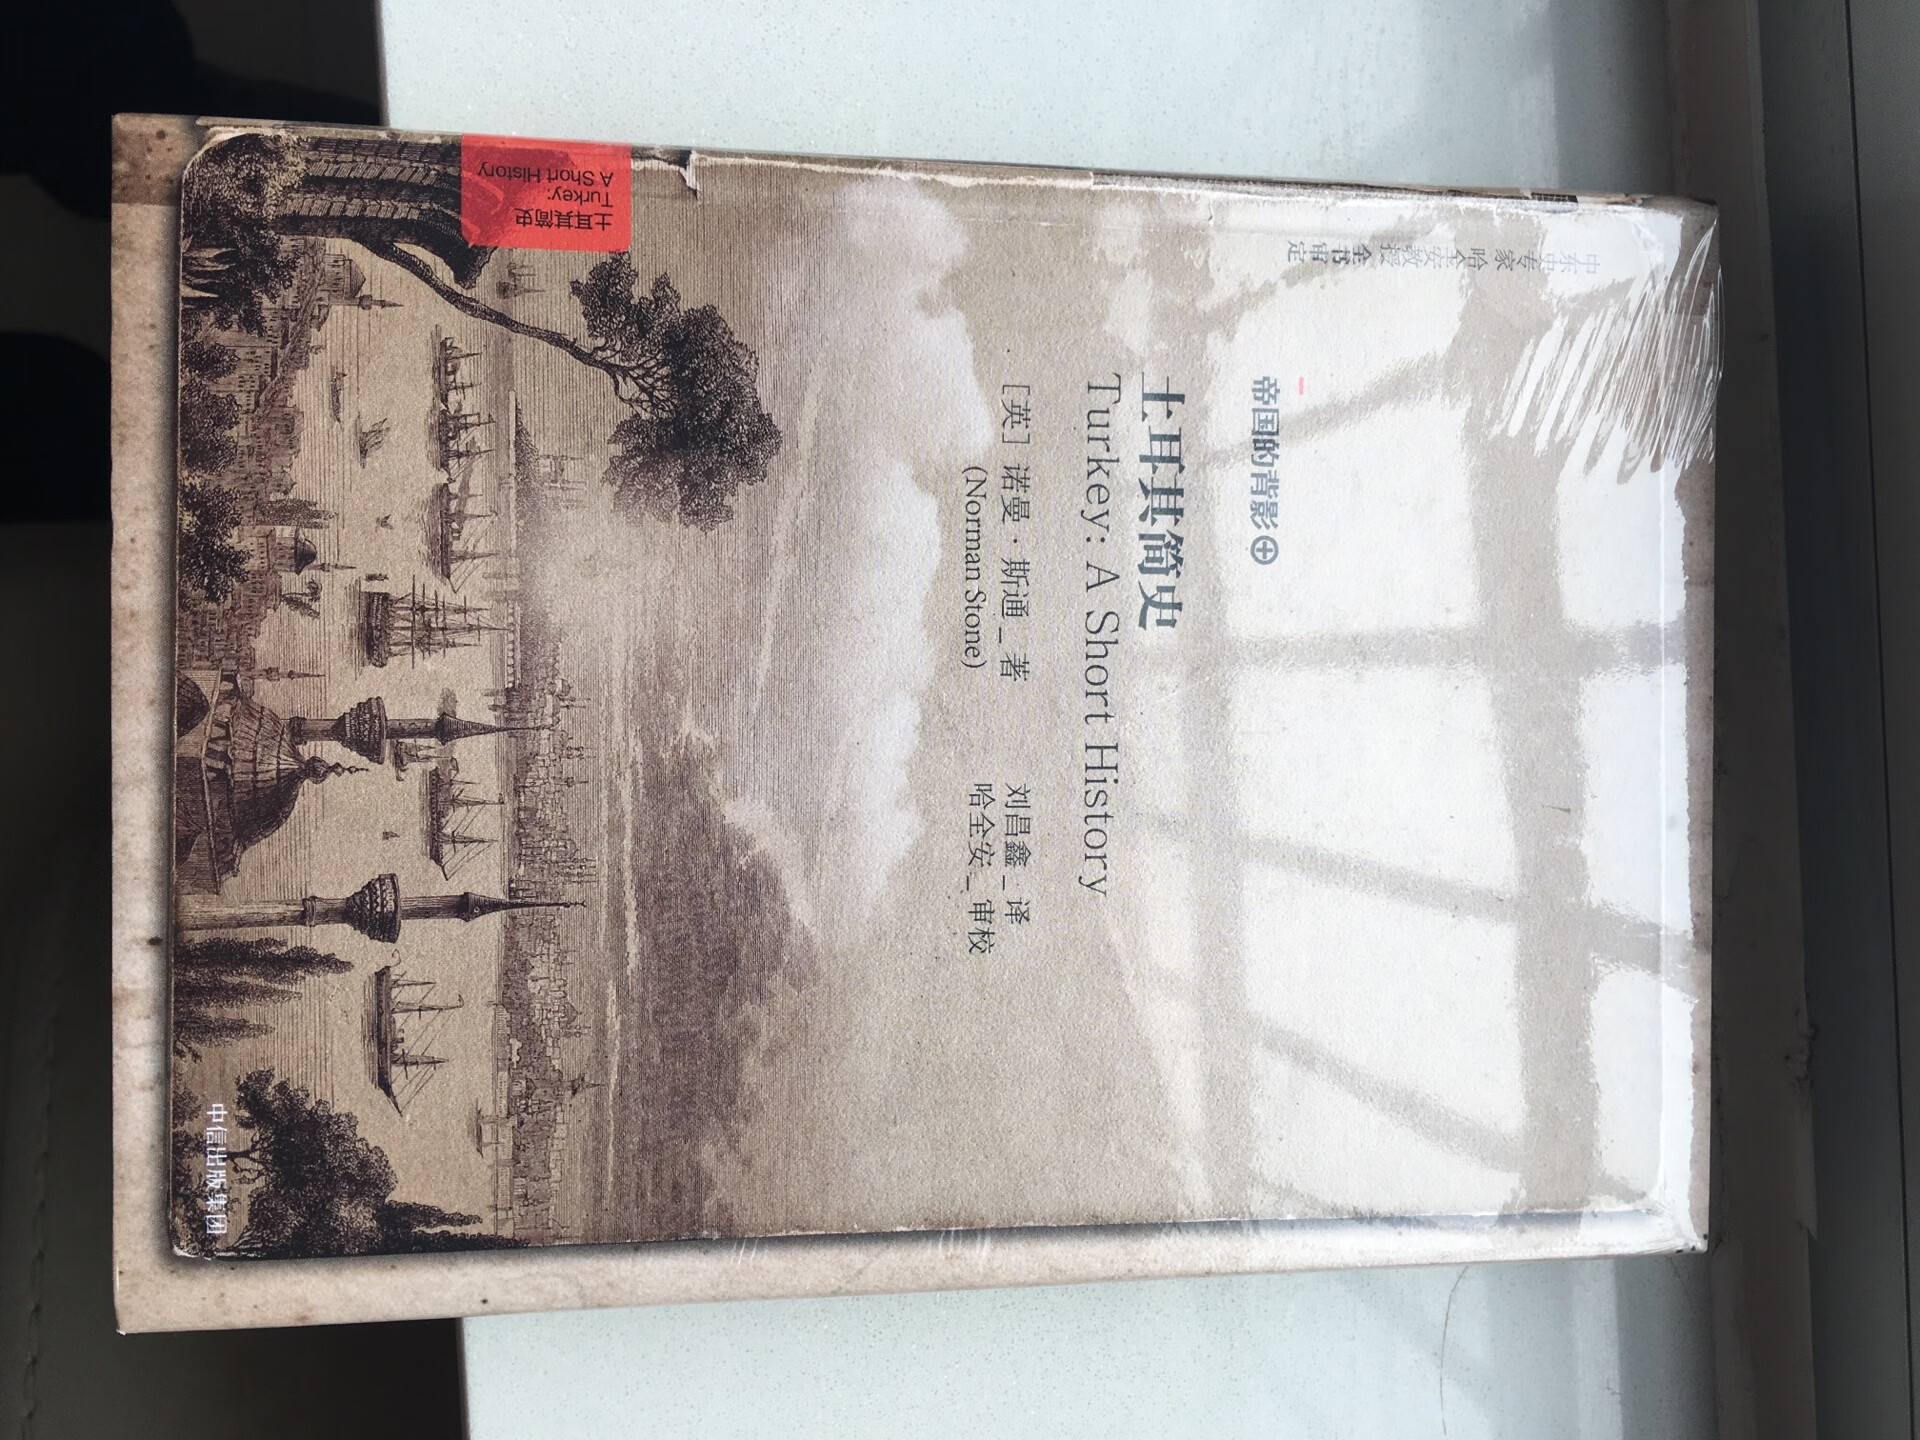 中东史专家 哈全安教授 全书审定
帝国的背影
土耳其简史
Turkey: A Short History
[英] 诺曼·斯通_著
(Norman Stone)
刘昌鑫_译
哈全安_审校
土耳其简史
Turkey:
A Short History
中信出版集团